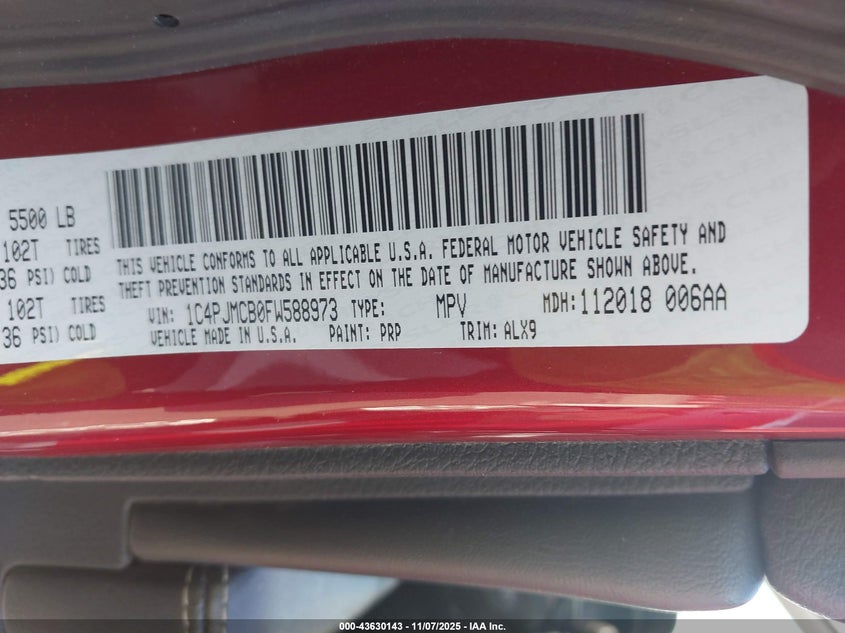 5500 LB
102T TIRES
36 PSI) COLD
102T TIRES
36 PSI) COLD
THIS VEHICLE CONFORMS TO ALL APPLICABLE U.S.A. FEDERAL MOTOR VEHICLE SAFETY AND
THEFT PREVENTION STANDARDS IN EFFECT ON THE DATE OF MANUFACTURE SHOWN ABOVE.
VIN: 1C4PJMCB0FW588973 TYPE: MPV MDH: 112018 006AA
VEHICLE MADE IN U.S.A. PAINT: PRP TRIM: ALX9
000-43630143 - 11/07/2025 - IAA Inc.